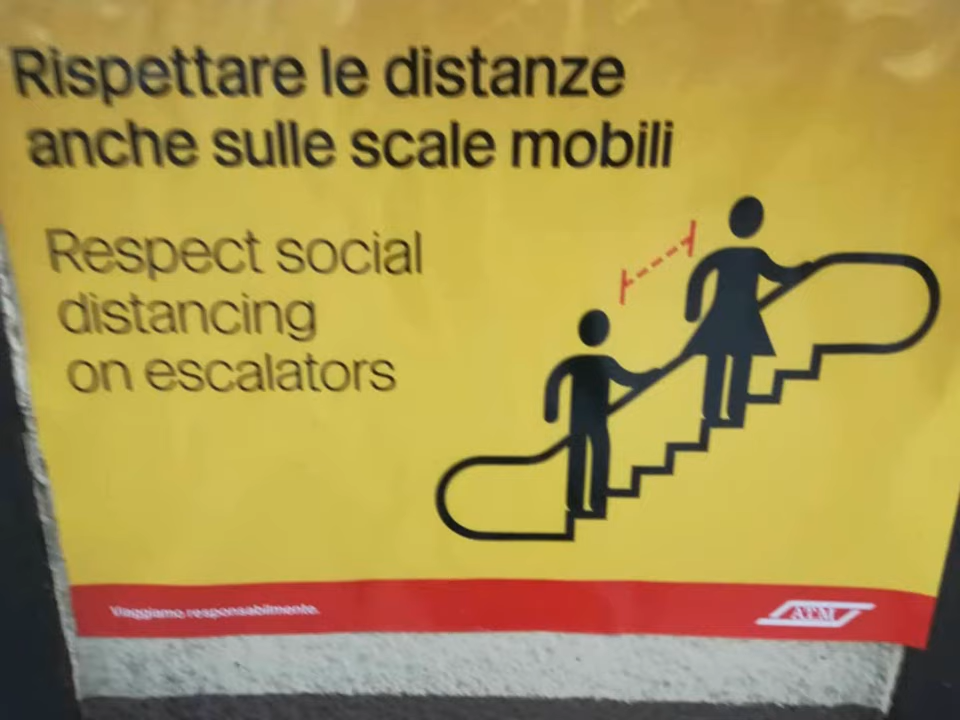 Rispettare le distanze
anche sulle scale mobili
Respect social
distancing
on escalators
Viaggiamo responsabilmente.
ATM